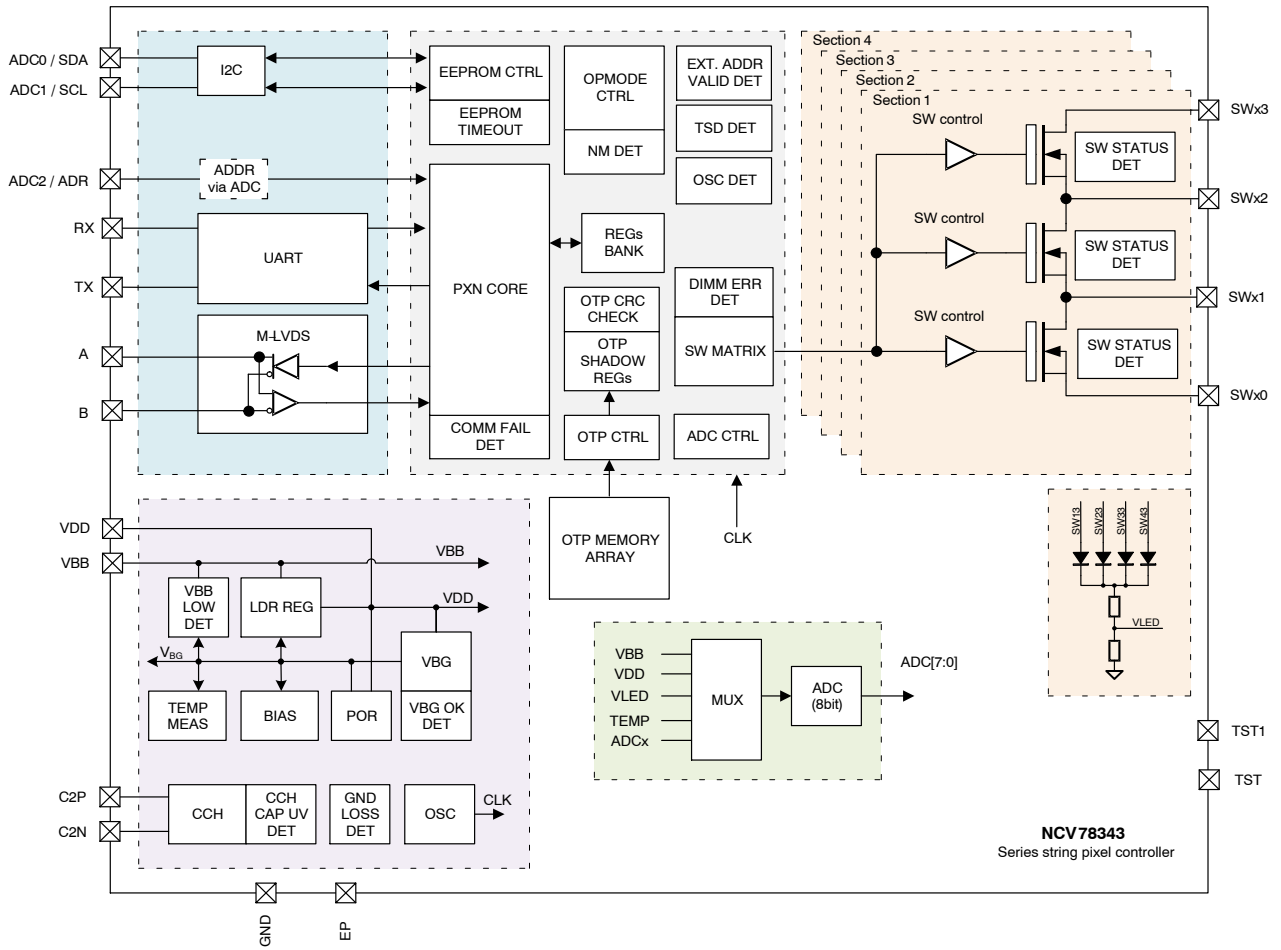 ADC0 / SDA
ADC1 / SCL
ADC2 / ADR
RX
TX
A
B
I2C
ADDR
via ADC
UART
M-LVDS
EEPROM CTRL
EEPROM
TIMEOUT
PXN CORE
COMM FAIL
DET
OPMODE
CTRL
NM DET
REGs
BANK
OTP CRC
CHECK
OTP
SHADOW
REGs
OTP CTRL
EXT. ADDR
VALID DET
TSD DET
OSC DET
DIMM ERR
DET
SW MATRIX
ADC CTRL
OTP MEMORY
ARRAY
CLK
Section 4
Section 3
Section 2
Section 1
SW control
SW STATUS
DET
SW control
SW STATUS
DET
SW control
SW STATUS
DET
SWx3
SWx2
SWx1
SWx0
VDD
VBB
VBB
VDD
VBB
LOW
DET
LDR REG
VBG
VBG
TEMP
MEAS
BIAS
POR
VBG OK
DET
C2P
C2N
CCH
CCH
CAP UV
DET
GND
LOSS
DET
OSC
CLK
VBB
VDD
VLED
TEMP
ADCx
MUX
ADC
(8bit)
ADC[7:0]
SW13
SW23
SW33
SW43
VLED
TST1
TST
NCV78343
Series string pixel controller
GND
EP